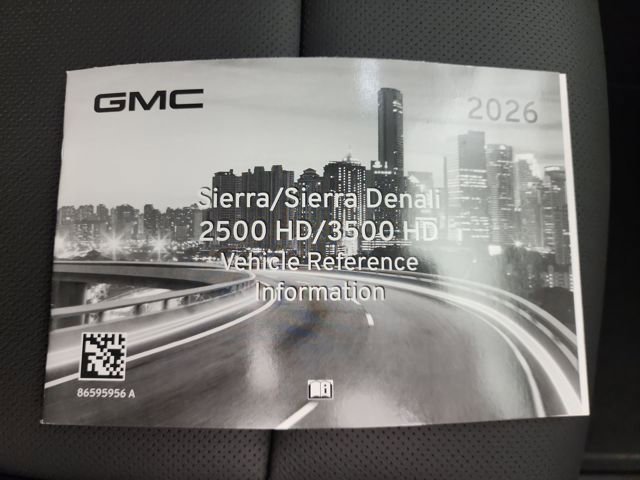 GMC
2026
Sierra/Sierra Denali
2500 HD/3500 HD
Vehicle Reference
Information
86595956 A